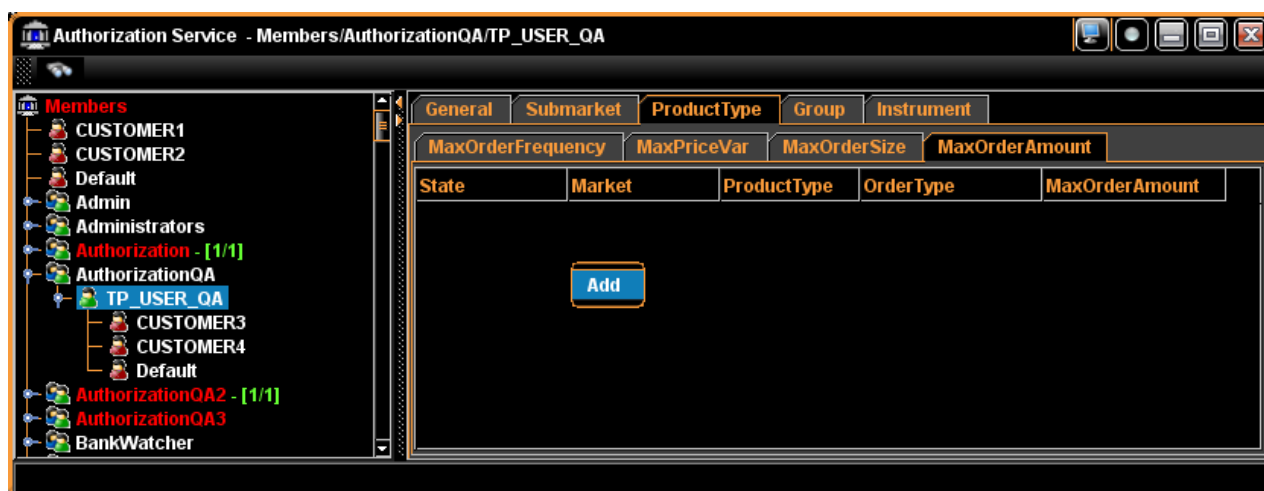 Authorization Service - Members/AuthorizationQA/TP_USER_QA
Members
CUSTOMER1
CUSTOMER2
Default
Admin
Administrators
Authorization - [1/1]
AuthorizationQA
TP_USER_QA
CUSTOMER3
CUSTOMER4
Default
AuthorizationQA2 - [1/1]
AuthorizationQA3
BankWatcher
General Submarket ProductType Group Instrument
MaxOrderFrequency MaxPriceVar MaxOrderSize MaxOrderAmount
State Market ProductType OrderType MaxOrderAmount
Add